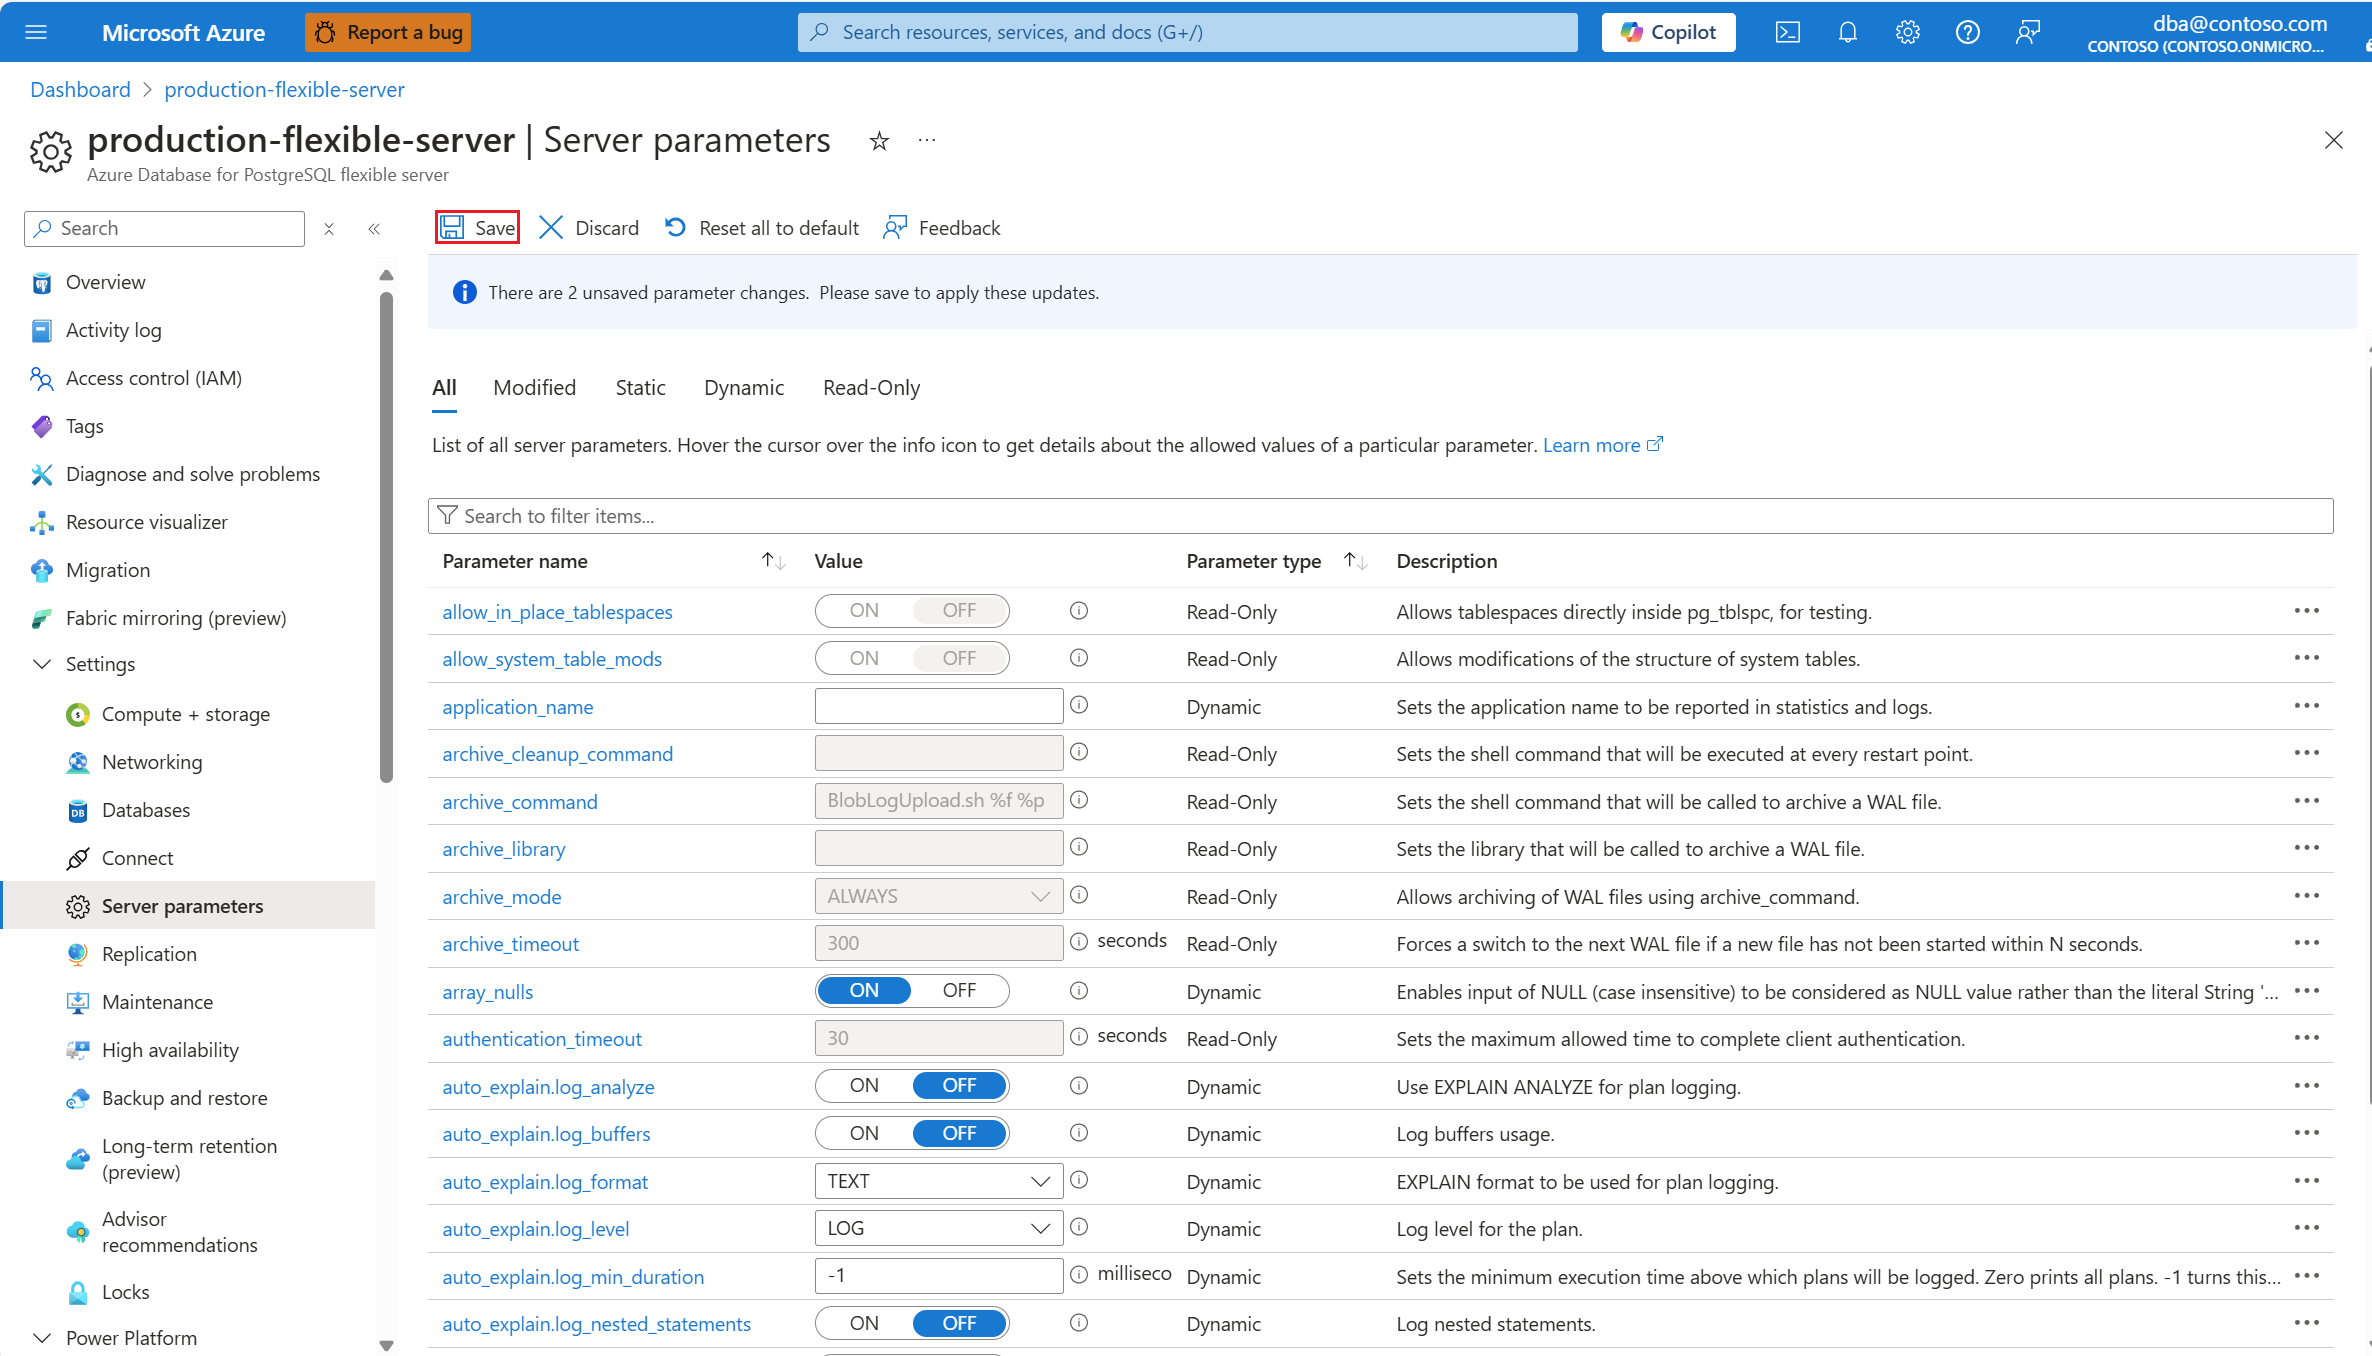 Microsoft Azure
Report a bug
Search resources, services, and docs (G+/)
Copilot
dba@contoso.com
CONTOSO (CONTOSO.ONMICRO...
Dashboard > production-flexible-server
production-flexible-server | Server parameters
Azure Database for PostgreSQL flexible server
Search
Save
Discard
Reset all to default
Feedback
There are 2 unsaved parameter changes. Please save to apply these updates.
Overview
Activity log
Access control (IAM)
Tags
Diagnose and solve problems
Resource visualizer
Migration
Fabric mirroring (preview)
Settings
Compute + storage
Networking
Databases
Connect
Server parameters
Replication
Maintenance
High availability
Backup and restore
Long-term retention
(preview)
Advisor
recommendations
Locks
Power Platform
All Modified Static Dynamic Read-Only
List of all server parameters. Hover the cursor over the info icon to get details about the allowed values of a particular parameter. Learn more
Search to filter items...
Parameter name Value Parameter type Description
allow_in_place_tablespaces ON OFF Read-Only Allows tablespaces directly inside pg_tblspc, for testing.
allow_system_table_mods ON OFF Read-Only Allows modifications of the structure of system tables.
application_name Dynamic Sets the application name to be reported in statistics and logs.
archive_cleanup_command Read-Only Sets the shell command that will be executed at every restart point.
archive_command BlobLogUpload.sh %f %p Read-Only Sets the shell command that will be called to archive a WAL file.
archive_library Read-Only Sets the library that will be called to archive a WAL file.
archive_mode ALWAYS Read-Only Allows archiving of WAL files using archive_command.
archive_timeout 300 seconds Read-Only Forces a switch to the next WAL file if a new file has not been started within N seconds.
array_nulls ON OFF Dynamic Enables input of NULL (case insensitive) to be considered as NULL value rather than the literal String '...
authentication_timeout 30 seconds Read-Only Sets the maximum allowed time to complete client authentication.
auto_explain.log_analyze ON OFF Dynamic Use EXPLAIN ANALYZE for plan logging.
auto_explain.log_buffers ON OFF Dynamic Log buffers usage.
auto_explain.log_format TEXT Dynamic EXPLAIN format to be used for plan logging.
auto_explain.log_level LOG Dynamic Log level for the plan.
auto_explain.log_min_duration -1 milliseco Dynamic Sets the minimum execution time above which plans will be logged. Zero prints all plans. -1 turns this...
auto_explain.log_nested_statements ON OFF Dynamic Log nested statements.